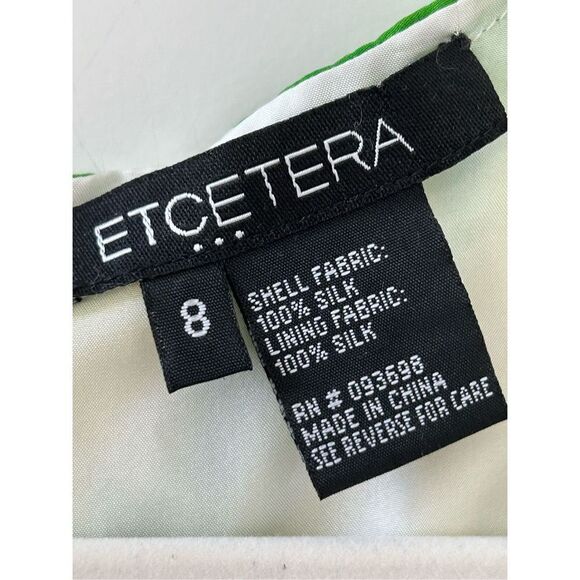 ETCETERA
...
8
SHELL FABRIC:
100% SILK
LINING FABRIC:
100% SILK
RN # 093698
MADE IN CHINA
SEE REVERSE FOR CARE